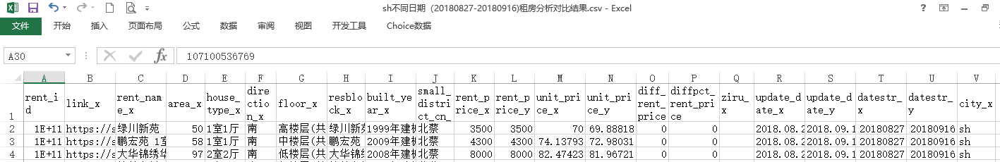 sh不同日期（20180827-20180916)租房分析对比结果.csv - Excel
文件 开始 插入 页面布局 公式 数据 审阅 视图 开发工具 Choice数据
A30 fx 107100536769
A B C D E F G H I J K L M N O P Q R S T U V
1 rent_id link_x rent_name_x area_x house_type_x direction_x floor_x resblock_x built_year_x small_district_cn_ rent_price_x rent_price_y unit_price_x unit_price_y diff_rent_price diffpct_rent_price ziru_x update_date_x update_date_y datestr_x datestr_y city_x
2 1E+11 https://s 绿川新苑 50 1室1厅 南 高楼层(共 绿川新苑 1999年建板 北蔡 3500 3500 70 69.88818 0 0 2018.08.2 2018.09.1 20180827 20180916 sh
3 1E+11 https://s 鹏宏苑 1室 58 1室1厅 南 中楼层(共 鹏宏苑 2009年建板 北蔡 4300 4300 74.13793 72.98031 0 0 2018.08.2 2018.09.1 20180827 20180916 sh
4 1E+11 https://s 大华锦绣华 97 2室2厅 南 低楼层(共 大华锦绣 2008年建板 北蔡 8000 8000 82.47423 81.96721 0 0 2018.08.2 2018.09.1 20180827 20180916 sh